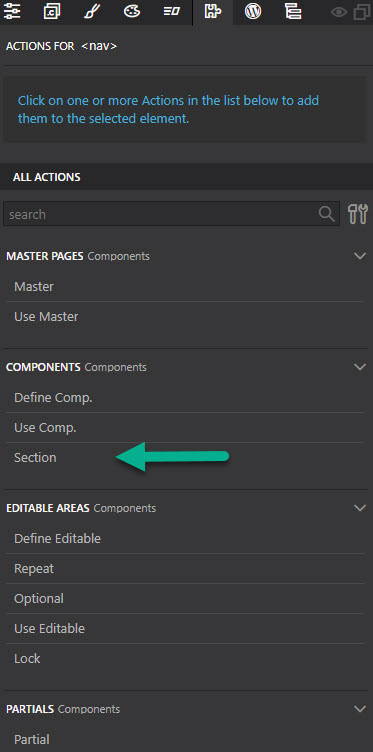 ACTIONS FOR <nav>
Click on one or more Actions in the list below to add
them to the selected element.
ALL ACTIONS
search
MASTER PAGES Components
Master
Use Master
COMPONENTS Components
Define Comp.
Use Comp.
Section
EDITABLE AREAS Components
Define Editable
Repeat
Optional
Use Editable
Lock
PARTIALS Components
Partial